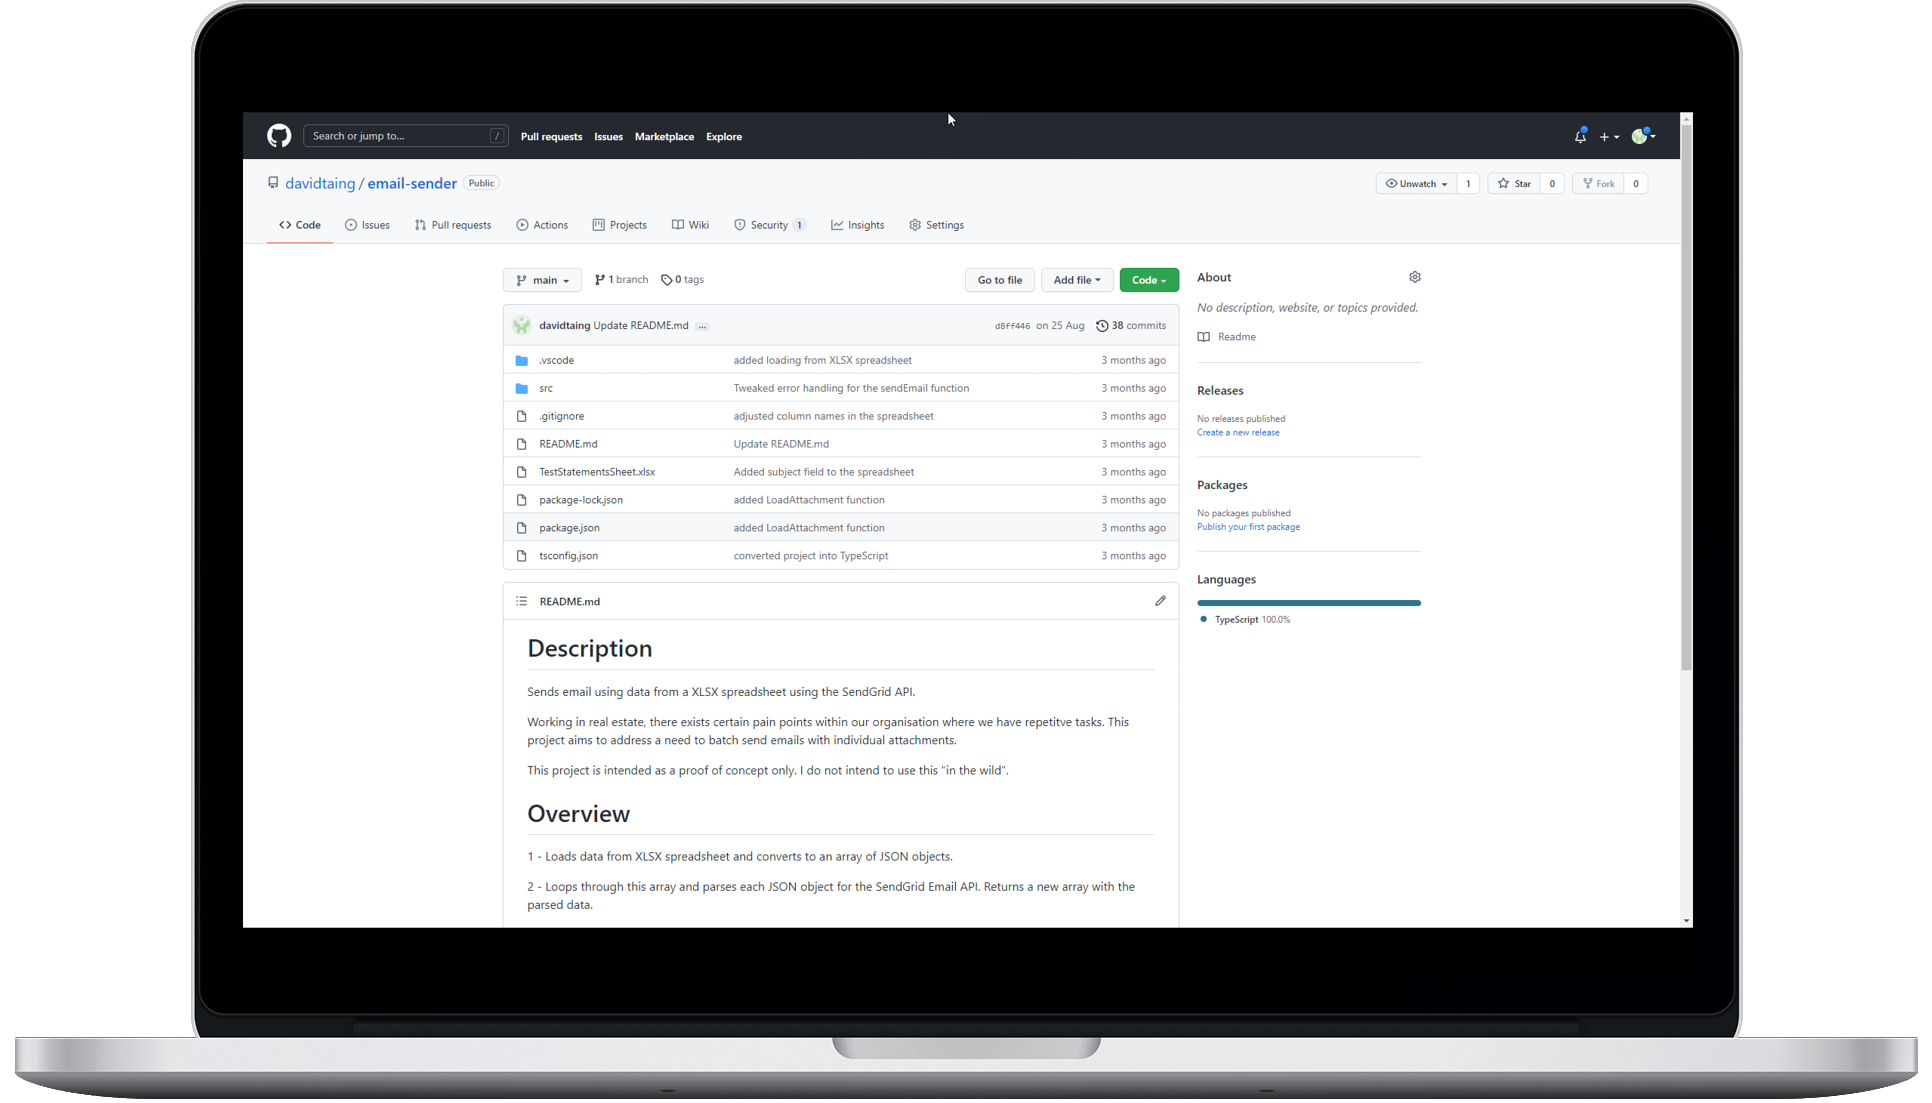 Search or jump to... /
Pull requests Issues Marketplace Explore
davidtaing / email-sender Public
Unwatch 1 Star 0 Fork 0
Code Issues Pull requests Actions Projects Wiki Security 1 Insights Settings
main 1 branch 0 tags
Go to file Add file Code
davidtaing Update README.md ... d8ff446 on 25 Aug 38 commits
.vscode added loading from XLSX spreadsheet 3 months ago
src Tweaked error handling for the sendEmail function 3 months ago
.gitignore adjusted column names in the spreadsheet 3 months ago
README.md Update README.md 3 months ago
TestStatementsSheet.xlsx Added subject field to the spreadsheet 3 months ago
package-lock.json added LoadAttachment function 3 months ago
package.json added LoadAttachment function 3 months ago
tsconfig.json converted project into TypeScript 3 months ago
README.md
Description
Sends email using data from a XLSX spreadsheet using the SendGrid API.
Working in real estate, there exists certain pain points within our organisation where we have repetitve tasks. This
project aims to address a need to batch send emails with individual attachments.
This project is intended as a proof of concept only. I do not intend to use this "in the wild".
Overview
1 - Loads data from XLSX spreadsheet and converts to an array of JSON objects.
2 - Loops through this array and parses each JSON object for the SendGrid Email API. Returns a new array with the
parsed data.
About
No description, website, or topics provided.
Readme
Releases
No releases published
Create a new release
Packages
No packages published
Publish your first package
Languages
TypeScript 100.0%